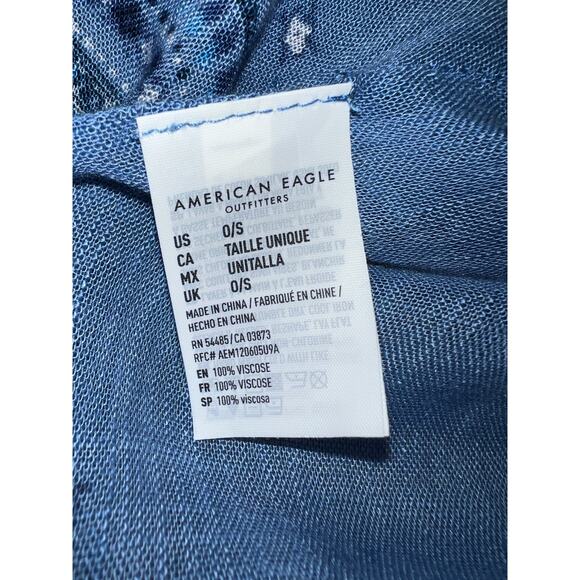 AMERICAN EAGLE
OUTFITTERS
US O/S
CA TAILLE UNIQUE
MX UNITALLA
UK O/S
MADE IN CHINA / FABRIQUÉ EN CHINE /
HECHO EN CHINA
RN 54485/ CA 03873
RFC# AEM120605U9A
EN 100% VISCOSE
FR 100% VISCOSE
SP 100% viscosa